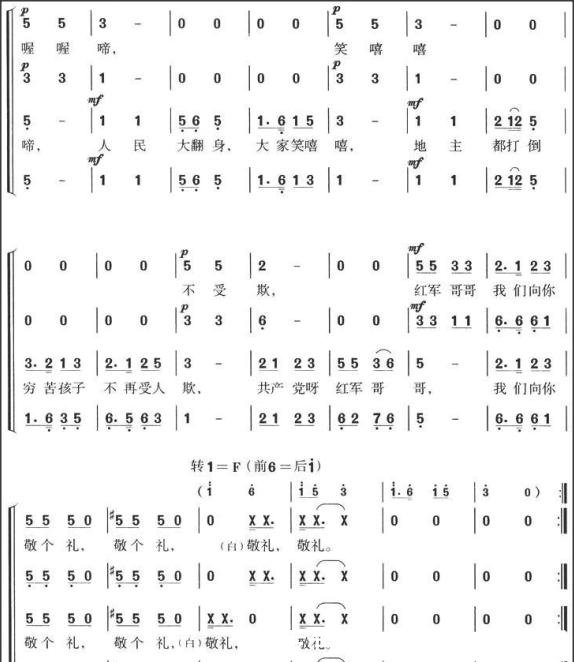 p p
5 5 | 3 - | 0 0 | 0 0 | 5 5 | 3 - | 0 0
喔 喔 啼， 笑 嘻 嘻
p p
3 3 | 1 - | 0 0 | 0 0 | 3 3 | 1 - | 0 0
mf mf
5 - | 1 1 | 5 6 5 | 1. 6 1 5 | 3 - | 1 1 | 2 12 5
啼， 人 民 大翻 身， 大 家笑嘻 嘻， 地 主 都打 倒
mf mf
5 - | 1 1 | 5 6 5 | 1. 6 1 3 | 1 - | 1 1 | 2 12 5
p mf
0 0 | 0 0 | 5 5 | 2 - | 0 0 | 5 5 3 3 | 2. 1 2 3
不 受 欺， 红军 哥哥 我 们向你
p mf
0 0 | 0 0 | 3 3 | 6 - | 0 0 | 3 3 1 1 | 6. 6 6 1
3. 2 1 3 | 2. 1 2 5 | 3 - | 2 1 2 3 | 5 5 3 6 | 5 - | 2. 1 2 3
穷 苦孩子 不 再受人 欺， 共产 党呀 红军 哥 哥， 我 们向你
1. 6 3 5 | 6. 5 6 3 | 1 - | 2 1 2 3 | 6 2 7 6 | 5 - | 6. 6 6 1
转1＝F（前6＝后i）
（i 6 | i 5 3 | i. 6 i 5 | 3 0）
5 5 5 0 | #5 5 5 0 | 0 X X. | X X. X | 0 0 | 0 0
敬个 礼， 敬个 礼， （白）敬礼， 敬礼。
5 5 5 0 | #5 5 5 0 | 0 X X. | X X. X | 0 0 | 0 0
5 5 5 0 | #5 5 5 0 | X X. 0 | X X. X | 0 0 | 0 0
敬个 礼， 敬个 礼，（白）敬礼， 敬礼。